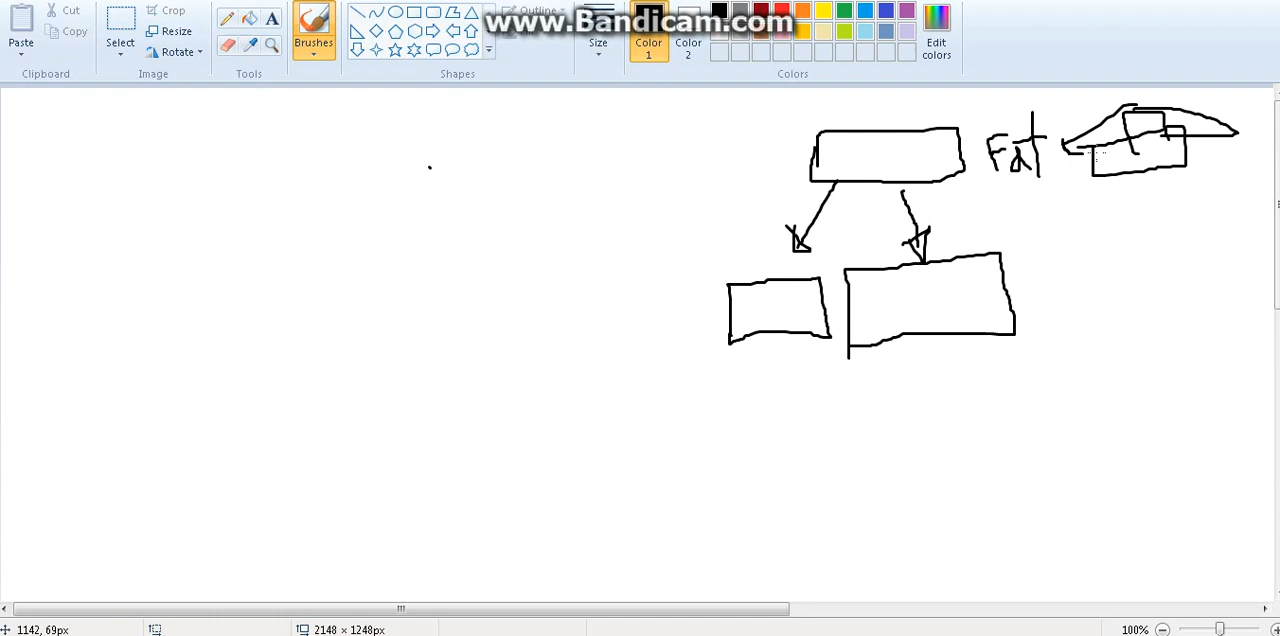 www.Bandicam.com
Paste
Cut
Copy
Clipboard
Select
Crop
Resize
Rotate
Image
Tools
Brushes
Shapes
Outline
Size
Color 1
Color 2
Edit colors
Colors
Fat
1142, 69px
2148 × 1248px
100%